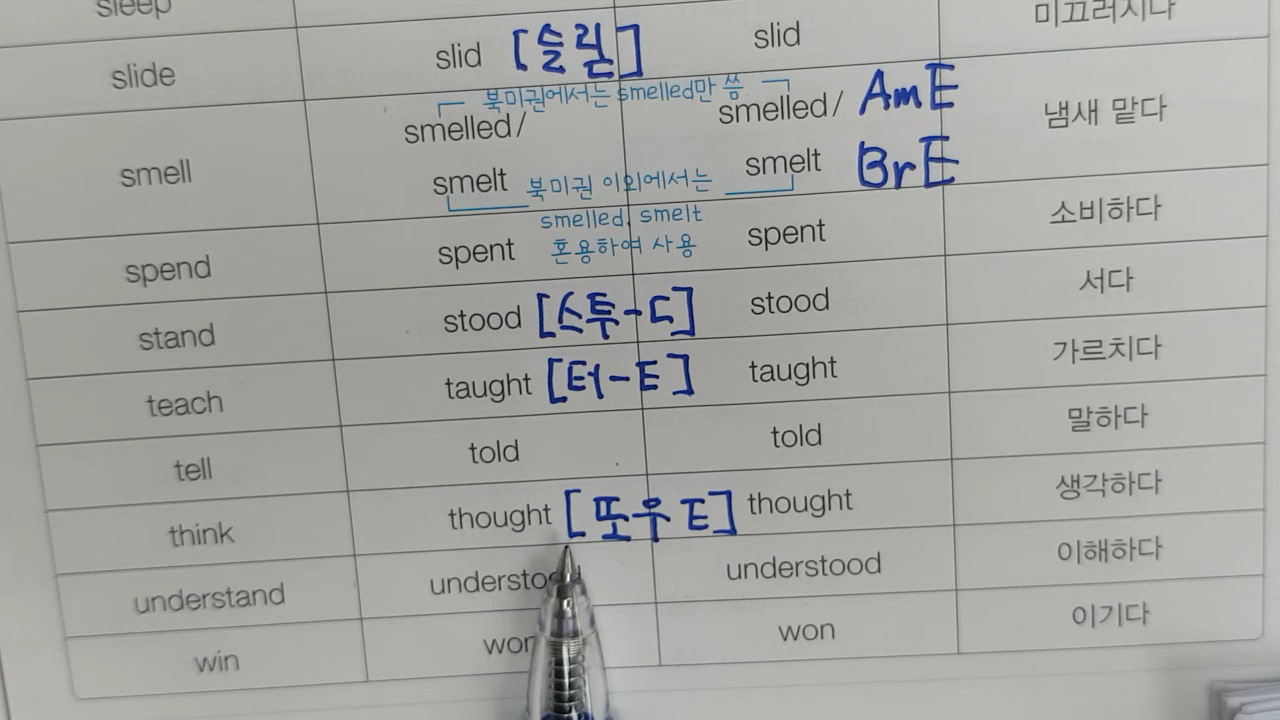 sleep 미끄러지다
slide slid [슬릳] slid
북미권에서는 smelled만 씀
smell smelled/ smelled/ AmE 냄새 맡다
smelt smelt BrE
북미권 이외에서는
smelled, smelt
혼용하여 사용
spend spent spent 소비하다
stand stood [스투-ㄷ] stood 서다
teach taught [터-ㅌ] taught 가르치다
tell told told 말하다
think thought [또우ㅌ] thought 생각하다
understand understood understood 이해하다
win won won 이기다